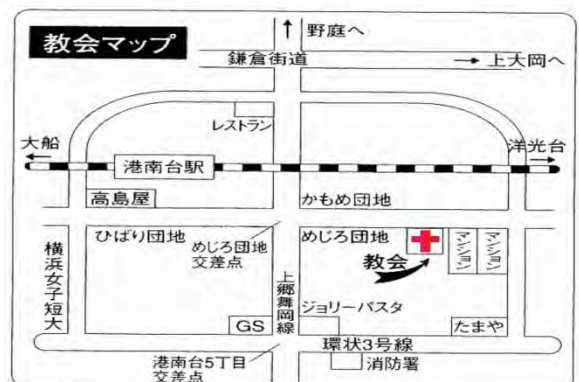 教会マップ
野庭へ
鎌倉街道
上大岡へ
レストラン
大船
洋光台
港南台駅
高島屋
かもめ団地
ひばり団地
めじろ団地
交差点
めじろ団地
教会
マンション
マンション
横浜女子短大
上郷舞岡線
ジョリーパスタ
GS
たまや
環状3号線
港南台5丁目
交差点
消防署